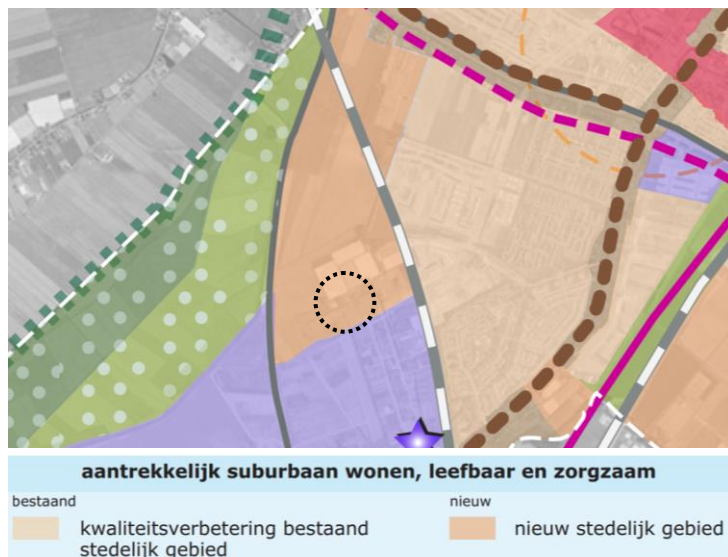 aantrekkelijk suburbaan wonen, leefbaar en zorgzaam
bestaand
kwaliteitsverbetering bestaand
stedelijk gebied
nieuw
nieuw stedelijk gebied